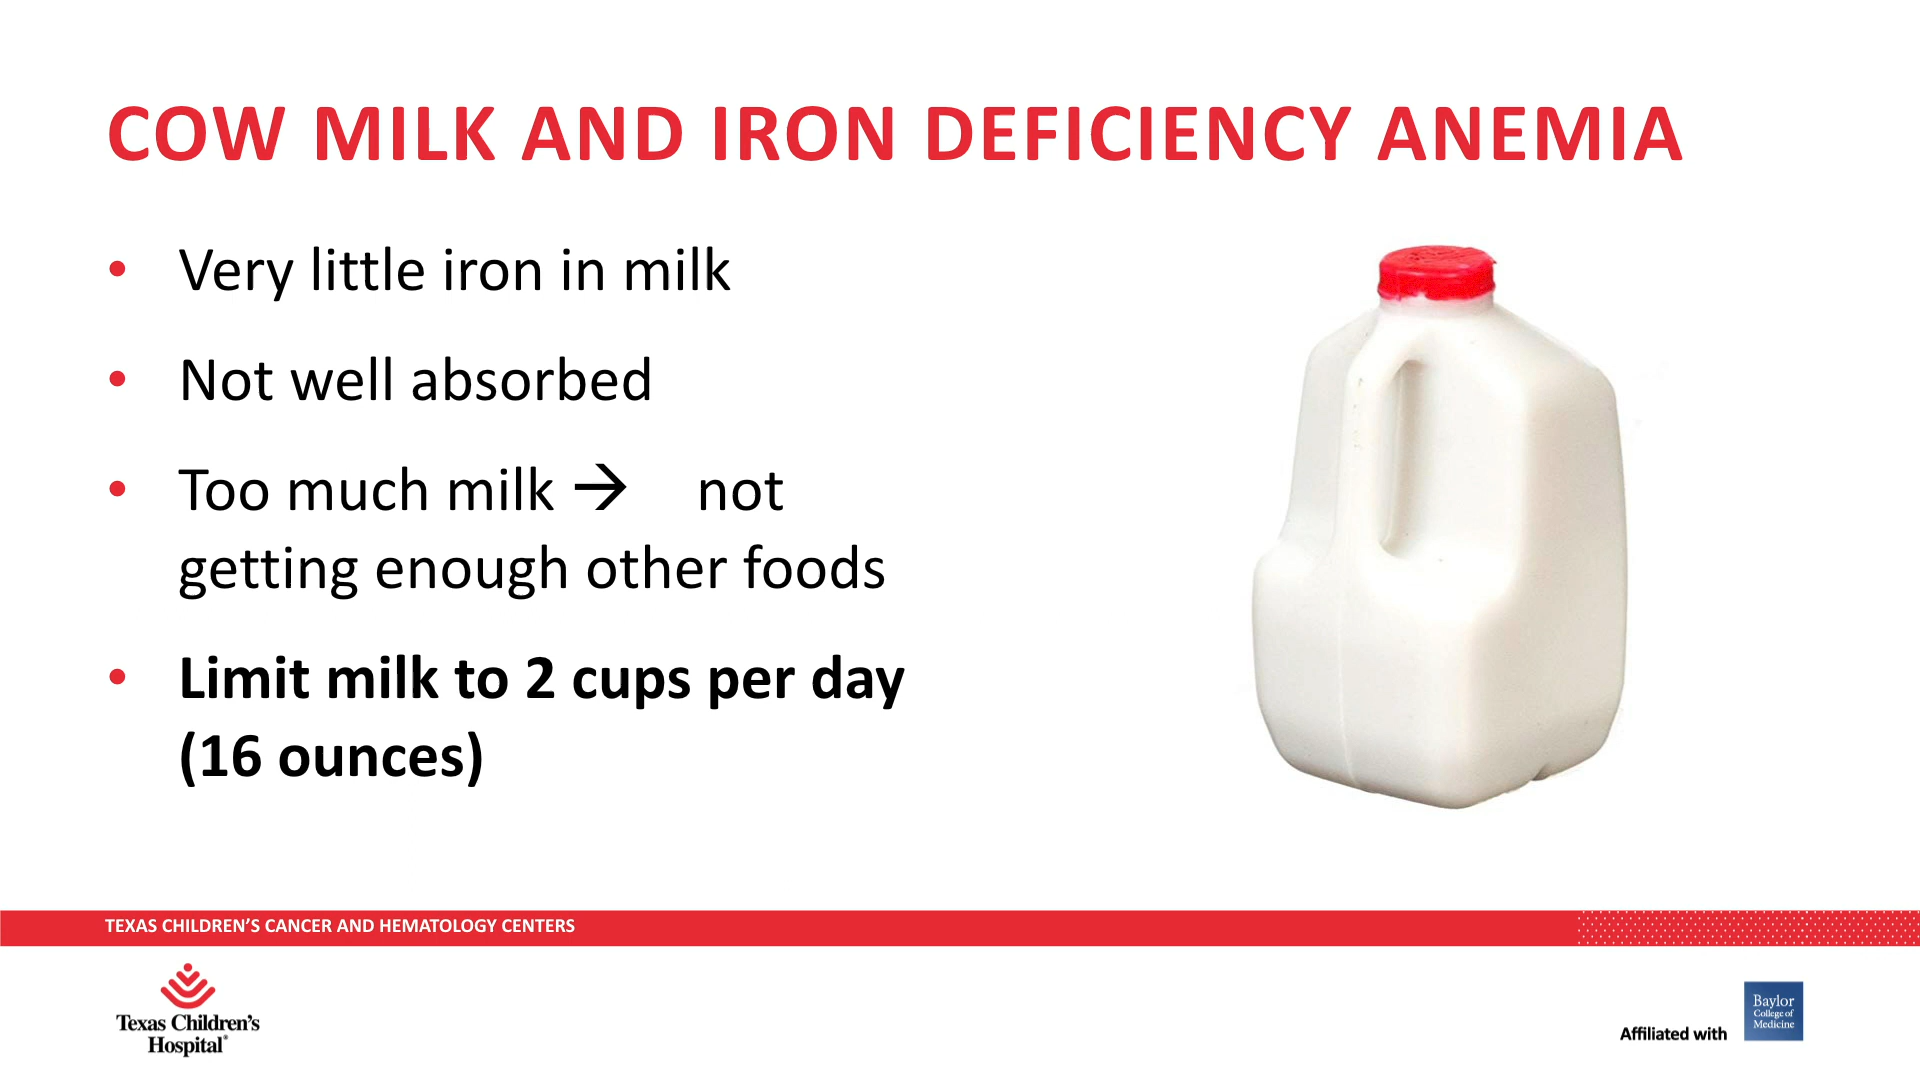 COW MILK AND IRON DEFICIENCY ANEMIA
• Very little iron in milk
• Not well absorbed
• Too much milk → not
getting enough other foods
• Limit milk to 2 cups per day
(16 ounces)
TEXAS CHILDREN’S CANCER AND HEMATOLOGY CENTERS
Texas Children’s
Hospital®
Affiliated with
Baylor
College of
Medicine